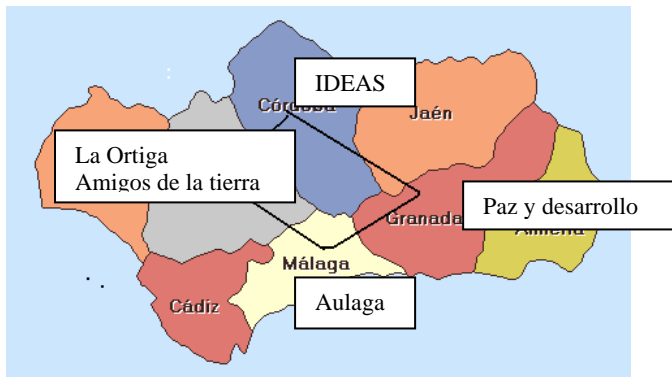 IDEAS
Córdoba
Jaén
La Ortiga
Amigos de la tierra
Paz y desarrollo
Granada
Almería
Málaga
Aulaga
Cádiz